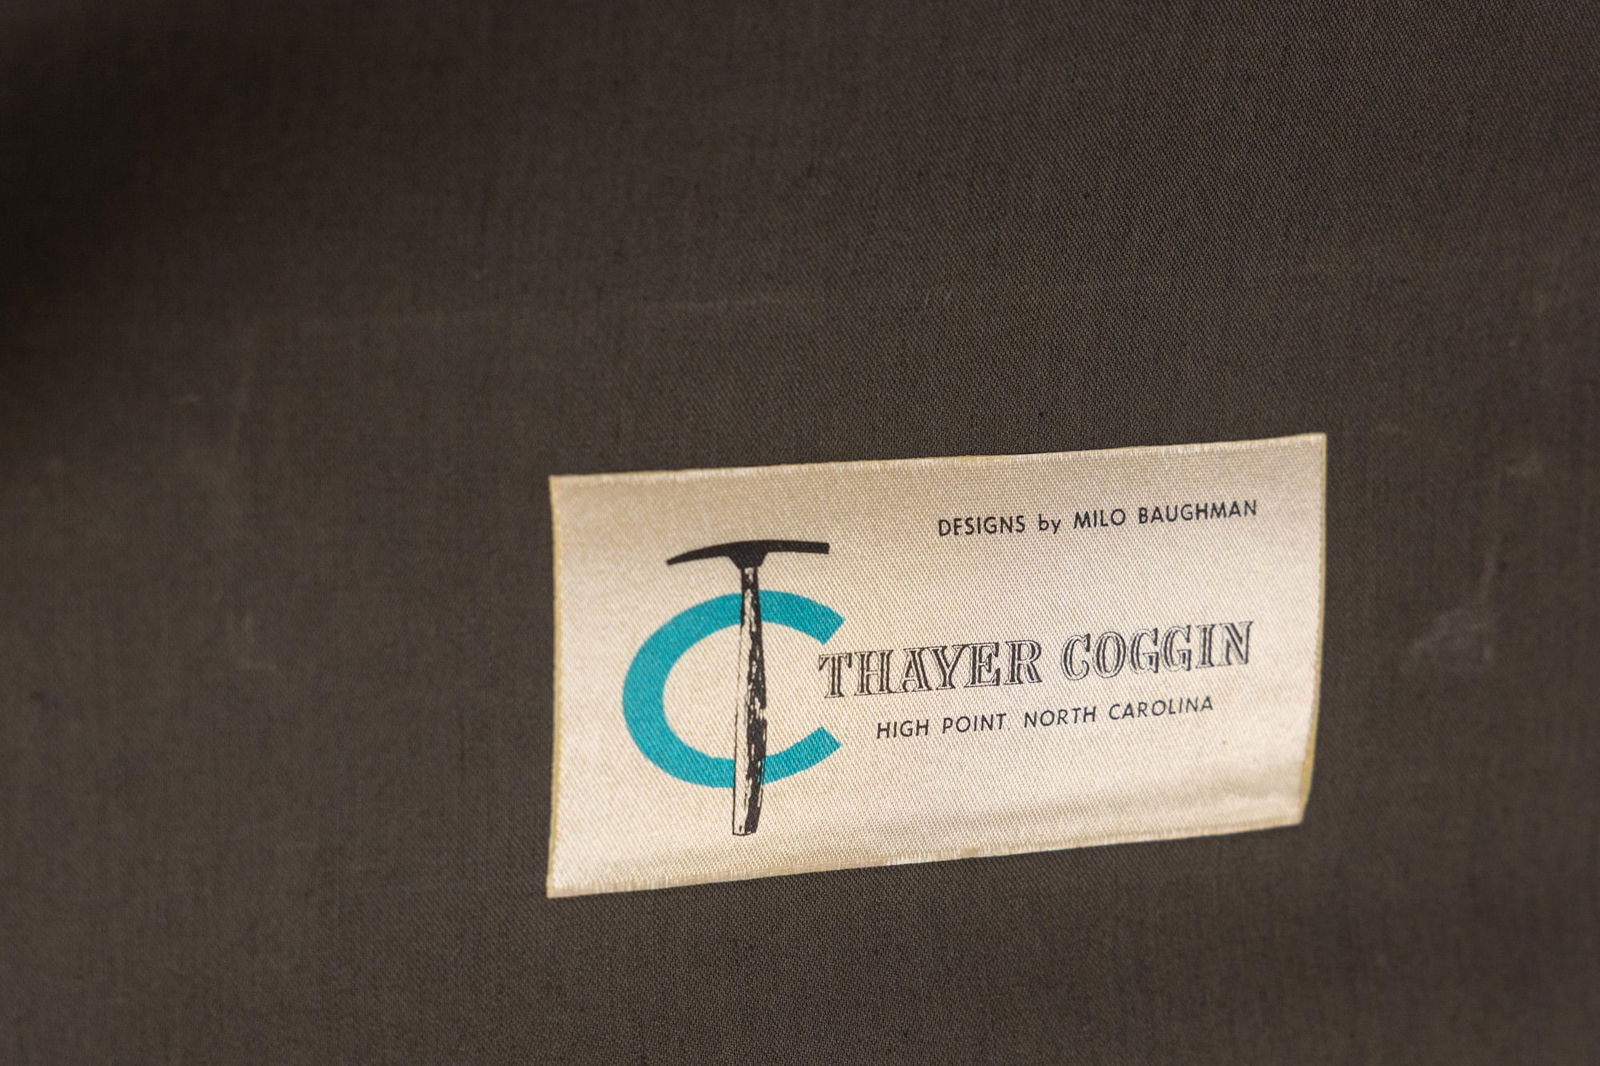 DESIGNS by MILO BAUGHMAN
THAYER COGGIN
HIGH POINT. NORTH CAROLINA